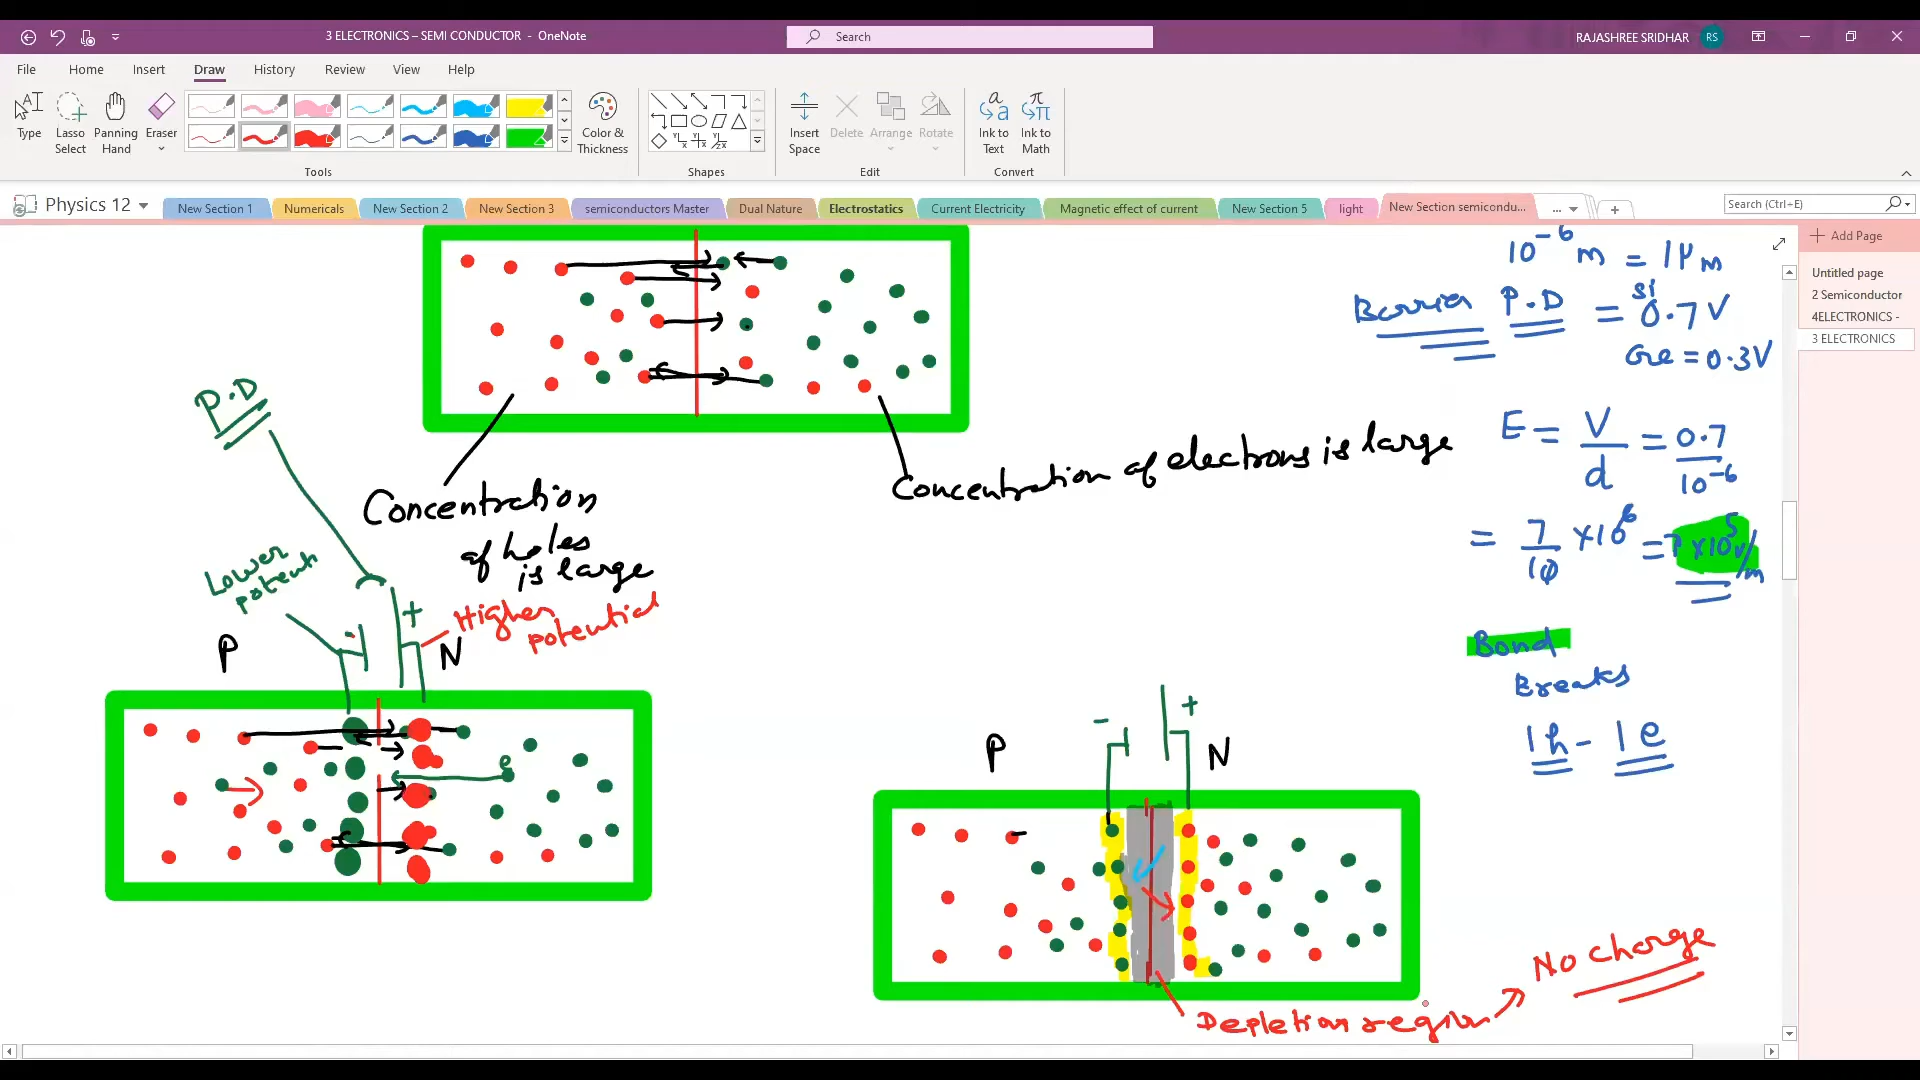 3 ELECTRONICS – SEMI CONDUCTOR - OneNote
Search
RAJASHREE SRIDHAR
RS
File
Home
Insert
Draw
History
Review
View
Help
Type
Lasso Select
Panning Hand
Eraser
Color & Thickness
Insert Space
Delete
Arrange
Rotate
Ink to Text
Ink to Math
Tools
Shapes
Edit
Convert
Physics 12
New Section 1
Numericals
New Section 2
New Section 3
semiconductors Master
Dual Nature
Electrostatics
Current Electricity
Magnetic effect of current
New Section 5
light
New Section semicondu...
...
Search (Ctrl+E)
Add Page
Untitled page
2 Semiconductor
4ELECTRONICS -
3 ELECTRONICS
10⁻⁶ m = 1μm
Barrier P.D = Si 0.7V
Ge = 0.3V
E = V/d = 0.7/10⁻⁶
= 7/10 ×10⁶ = 7×10⁵ V/m
Bond
Breaks
1h - 1e
P.D
Concentration
of holes
is large
Concentration of electrons is large
Lower
potent
Higher
potential
P
- +
N
e
P
- +
N
Depletion region
No charge